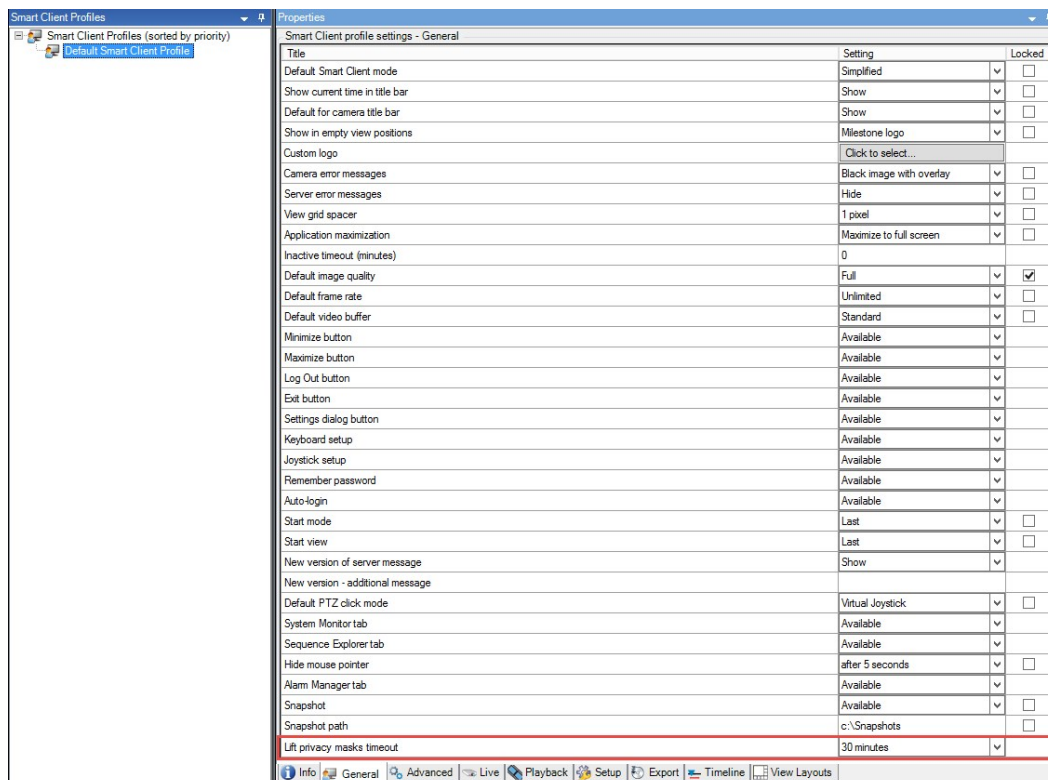 Smart Client Profiles
Smart Client Profiles (sorted by priority)
Default Smart Client Profile
Properties
Smart Client profile settings - General
Title Setting Locked
Default Smart Client mode Simplified
Show current time in title bar Show
Default for camera title bar Show
Show in empty view positions Milestone logo
Custom logo Click to select...
Camera error messages Black image with overlay
Server error messages Hide
View grid spacer 1 pixel
Application maximization Maximize to full screen
Inactive timeout (minutes) 0
Default image quality Full
Default frame rate Unlimited
Default video buffer Standard
Minimize button Available
Maximize button Available
Log Out button Available
Exit button Available
Settings dialog button Available
Keyboard setup Available
Joystick setup Available
Remember password Available
Auto-login Available
Start mode Last
Start view Last
New version of server message Show
New version - additional message
Default PTZ click mode Virtual Joystick
System Monitor tab Available
Sequence Explorer tab Available
Hide mouse pointer after 5 seconds
Alarm Manager tab Available
Snapshot Available
Snapshot path c:\Snapshots
Lift privacy masks timeout 30 minutes
Info General Advanced Live Playback Setup Export Timeline View Layouts